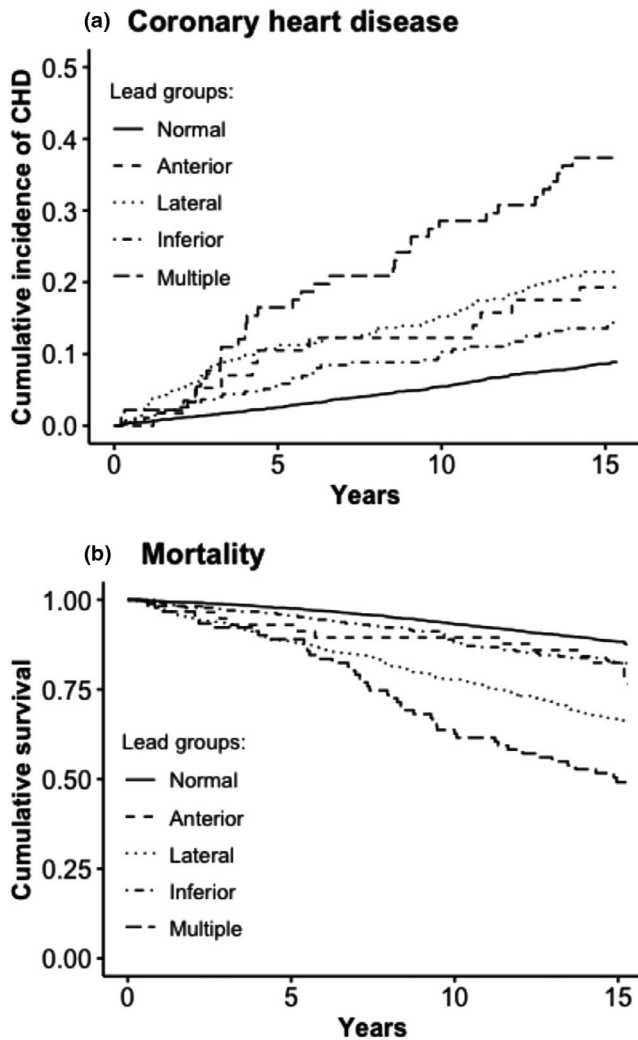 (a) Coronary heart disease
0.5
Lead groups:
Normal
0.4
Anterior
0.3
Lateral
Inferior
0.2
Multiple
0.1
0.0
Cumulative incidence of CHD
0 5 10 15
Years
(b) Mortality
1.00
0.75
Lead groups:
0.50
Normal
Anterior
Lateral
0.25
Inferior
Multiple
0.00
Cumulative survival
0 5 10 15
Years